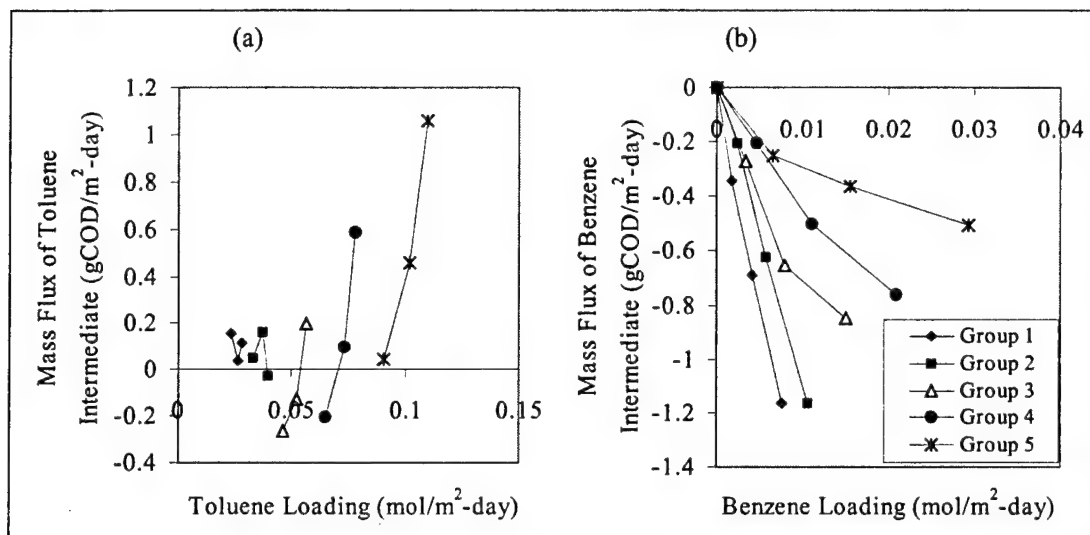 (a)
Mass Flux of Toluene
Intermediate (gCOD/m²-day)
1.2
1
0.8
0.6
0.4
0.2
0
-0.2
-0.4
0
0.05
0.1
0.15
Toluene Loading (mol/m²-day)
(b)
Mass Flux of Benzene
Intermediate (gCOD/m²-day)
0
-0.2
-0.4
-0.6
-0.8
-1
-1.2
-1.4
0
0.01
0.02
0.03
0.04
Group 1
Group 2
Group 3
Group 4
Group 5
Benzene Loading (mol/m²-day)